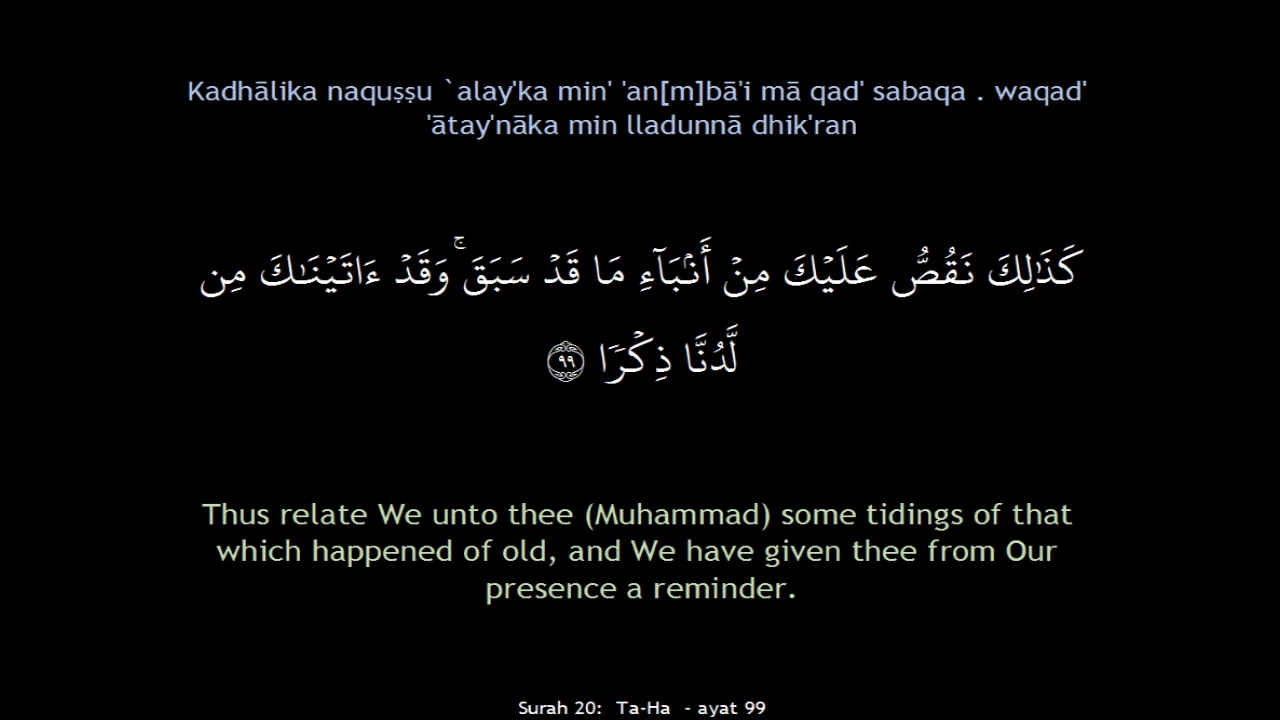 Kadhālika naquṣṣu `alay'ka min' 'an[m]bā'i mā qad' sabaqa . waqad'
'ātay'nāka min lladunnā dhik'ran
كَذَٰلِكَ نَقُصُّ عَلَيۡكَ مِنۡ أَنۢبَآءِ مَا قَدۡ سَبَقَۚ وَقَدۡ ءَاتَيۡنَـٰكَ مِن
لَّدُنَّا ذِكۡرٗا ٩٩
Thus relate We unto thee (Muhammad) some tidings of that
which happened of old, and We have given thee from Our
presence a reminder.
Surah 20:  Ta-Ha  - ayat 99